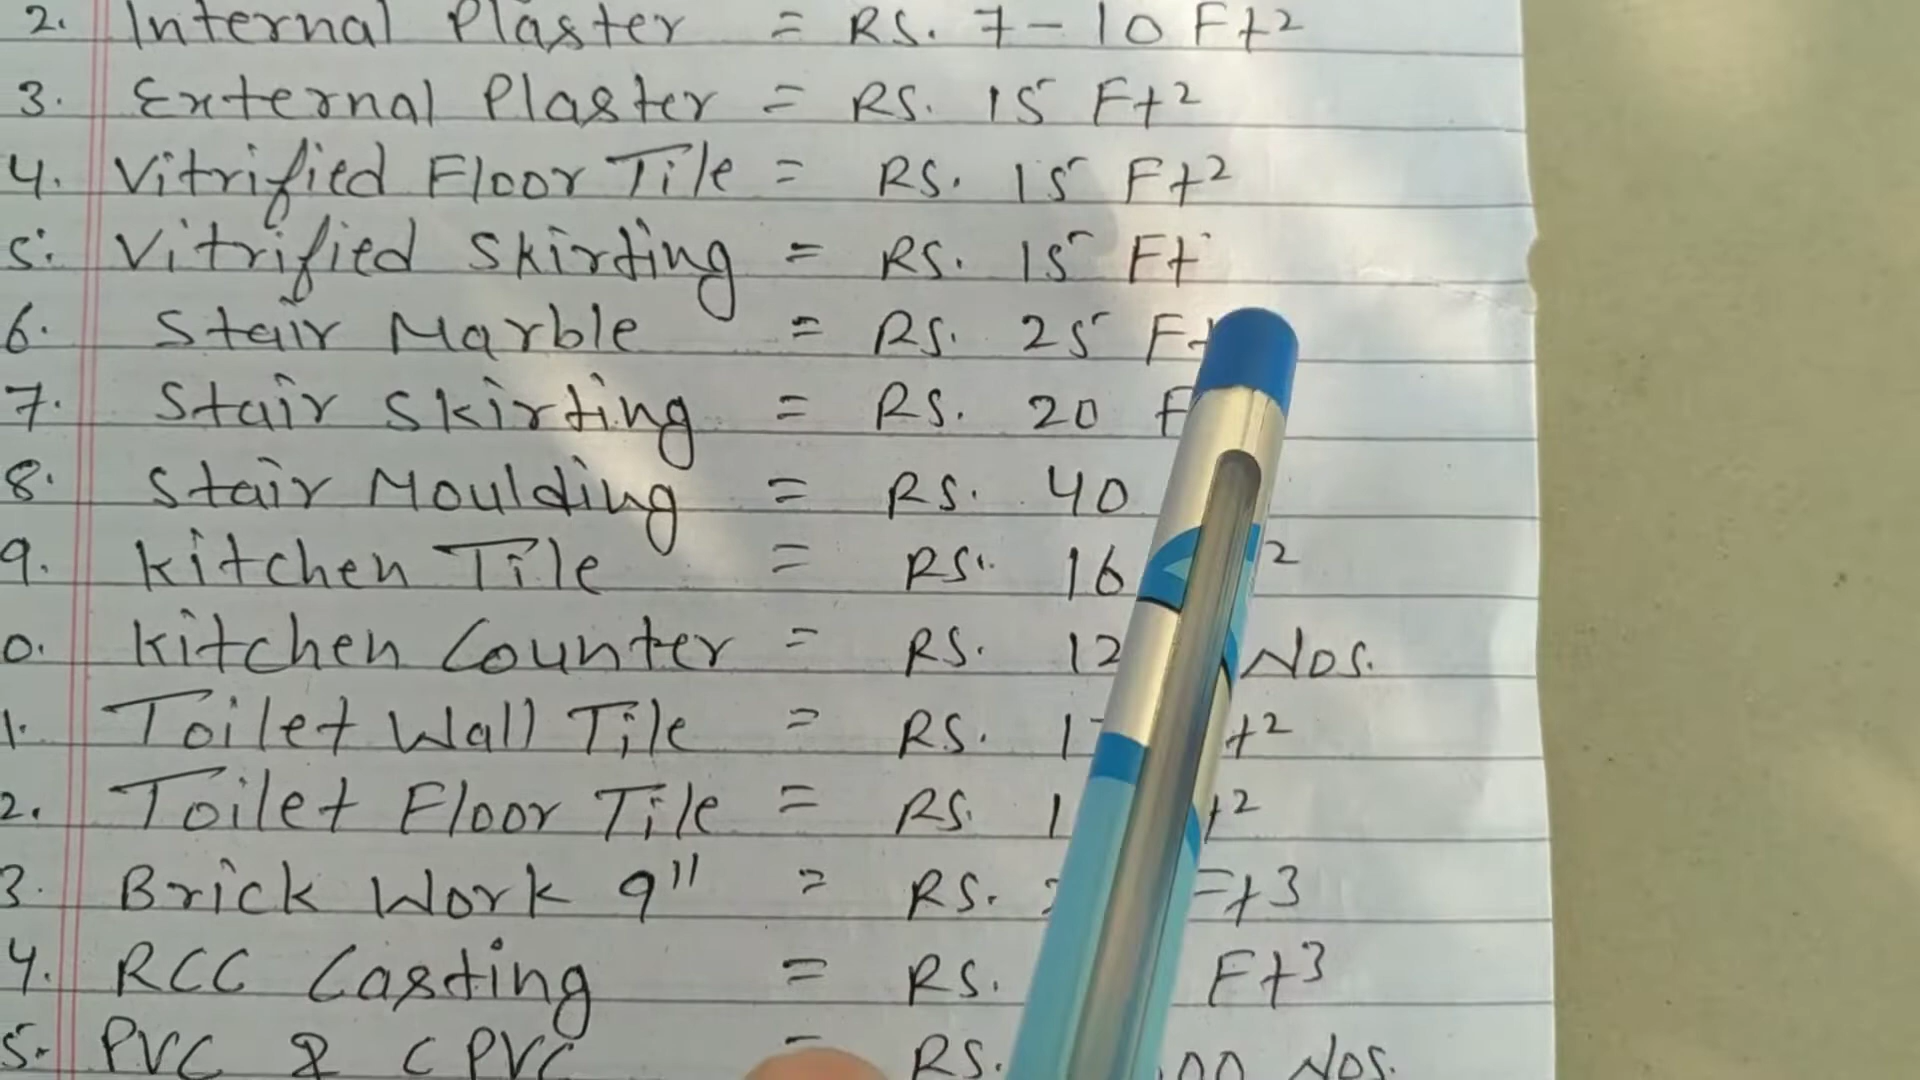 2. Internal Plaster = RS. 7-10 Ft2
3. External Plaster = RS. 15 Ft2
4. Vitrified Floor Tile = RS. 15 Ft2
5. Vitrified Skirting = RS. 15 Ft
6. Stair Marble = RS. 25
7. Stair Skirting = RS. 20
8. Stair Moulding = RS. 40
9. Kitchen Tile = RS. 16
0. Kitchen Counter = RS. Nos.
1. Toilet Wall Tile = RS.
2. Toilet Floor Tile = RS.
3. Brick Work 9" = RS. Ft3
4. RCC Casting = RS. Ft3
5. PVC & CPVC = RS. Nos.